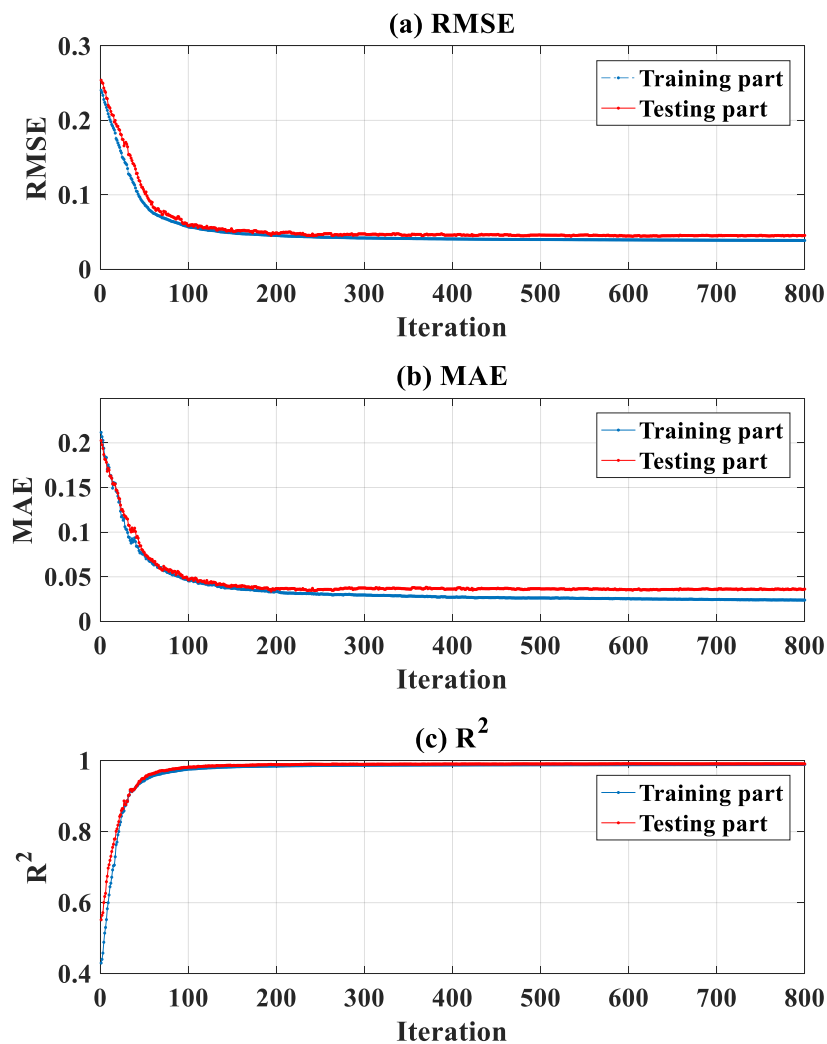 (a) RMSE
0.3
0.2
0.1
0
RMSE
Training part
Testing part
0 100 200 300 400 500 600 700 800
Iteration
(b) MAE
0.2
0.15
0.1
0.05
0
MAE
Training part
Testing part
0 100 200 300 400 500 600 700 800
Iteration
(c) R²
1
0.8
0.6
0.4
R²
Training part
Testing part
0 100 200 300 400 500 600 700 800
Iteration